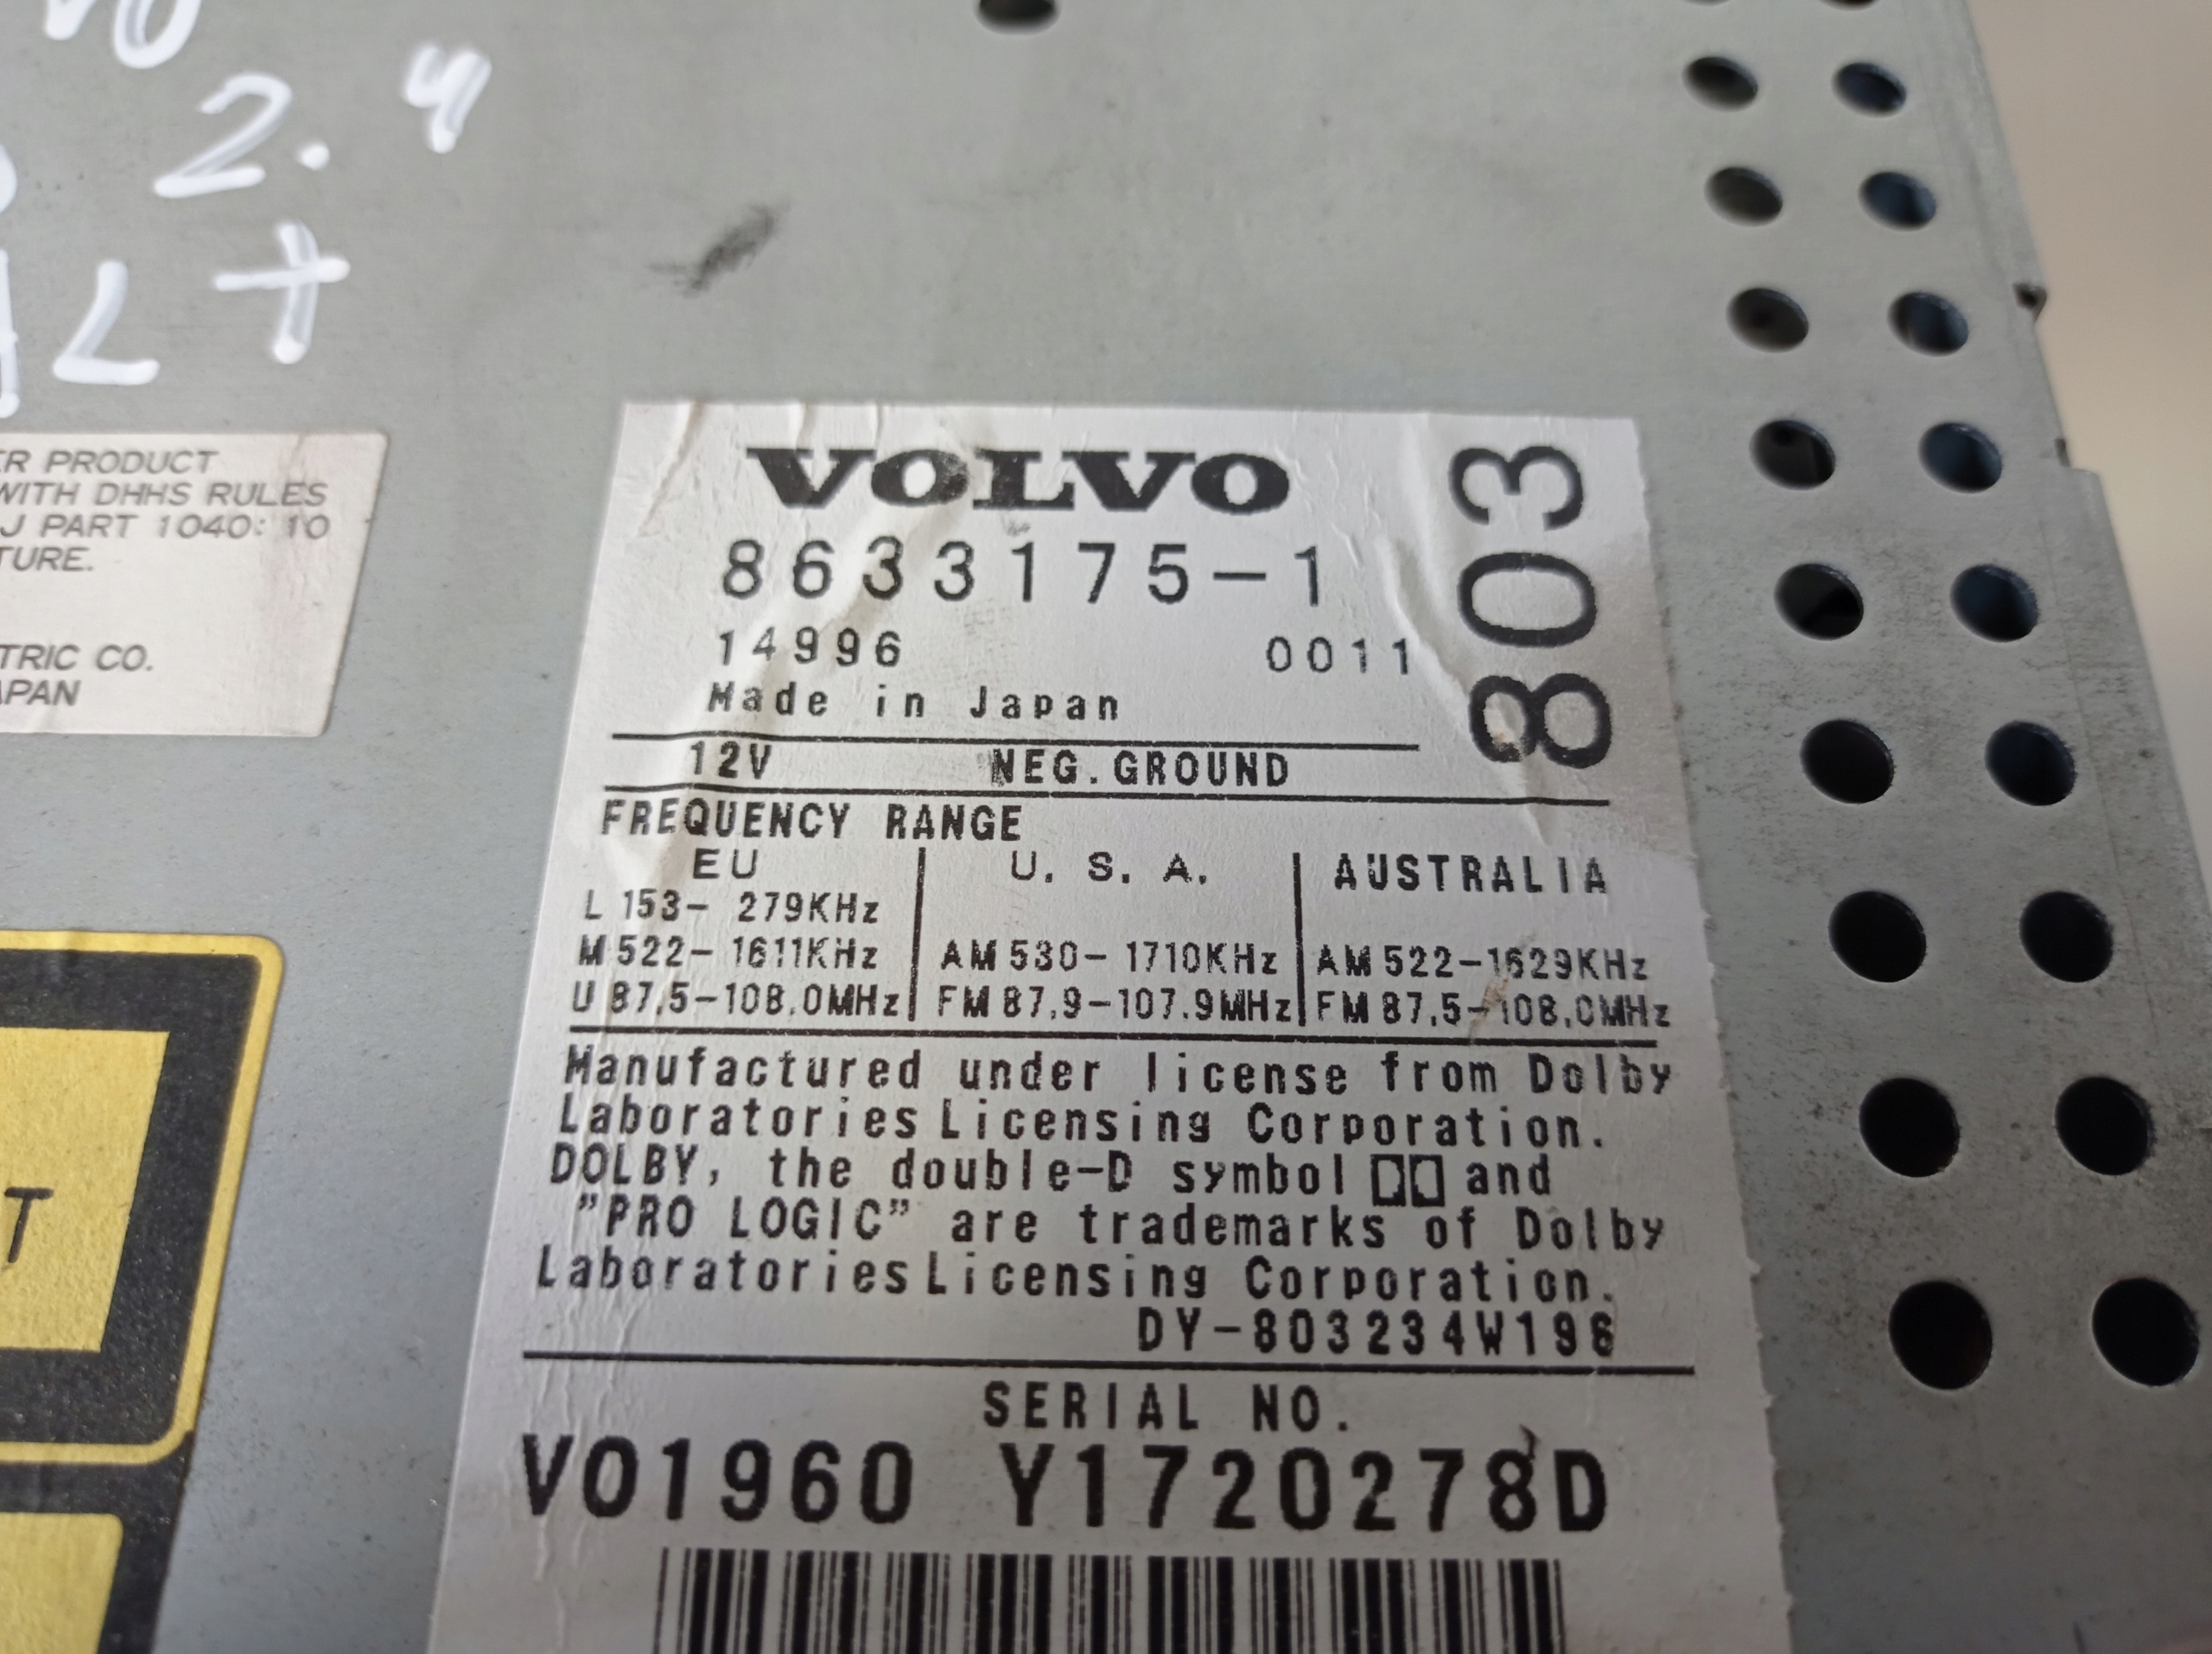 2.4
ER PRODUCT
WITH DHHS RULES
J PART 1040: 10
TURE.
TRIC CO.
APAN
T
VOLVO
803
8633175-1
14996 0011
Made in Japan
12V NEG.GROUND
FREQUENCY RANGE
EU U. S. A. AUSTRALIA
L 153- 279KHz
M 522- 1611KHz AM 530- 1710KHz AM 522-1629KHz
U 87.5-108.0MHz FM 87.9-107.9MHz FM 87.5-108.0MHz
Manufactured under license from Dolby
Laboratories Licensing Corporation.
DOLBY, the double-D symbol and
"PRO LOGIC" are trademarks of Dolby
Laboratories Licensing Corporation.
DY-803234W196
SERIAL NO.
VO1960 Y1720278D